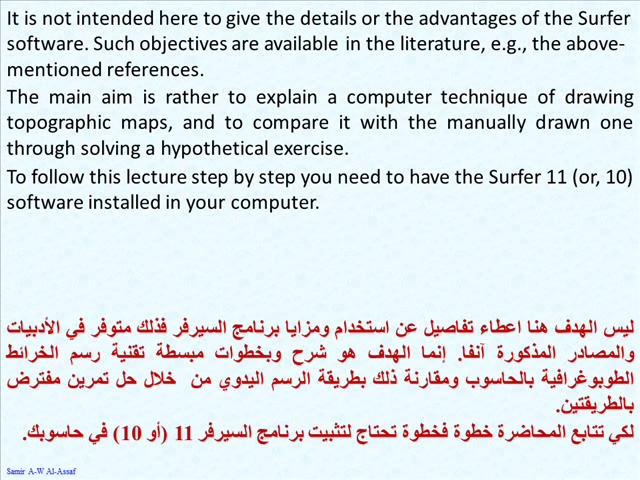 It is not intended here to give the details or the advantages of the Surfer
software. Such objectives are available in the literature, e.g., the above-
mentioned references.
The main aim is rather to explain a computer technique of drawing
topographic maps, and to compare it with the manually drawn one
through solving a hypothetical exercise.
To follow this lecture step by step you need to have the Surfer 11 (or, 10)
software installed in your computer.
ليس الهدف هنا اعطاء تفاصيل عن استخدام ومزايا برنامج السيرفر فذلك متوفر في الأدبيات
والمصادر المذكورة آنفا. إنما الهدف هو شرح وبخطوات مبسطة تقنية رسم الخرائط
الطوبوغرافية بالحاسوب ومقارنة ذلك بطريقة الرسم اليدوي من خلال حل تمرين مفترض
بالطريقتين.
لكي تتابع المحاضرة خطوة فخطوة تحتاج لتثبيت برنامج السيرفر 11 (أو 10) في حاسوبك.
Samir A-W Al-Assaf